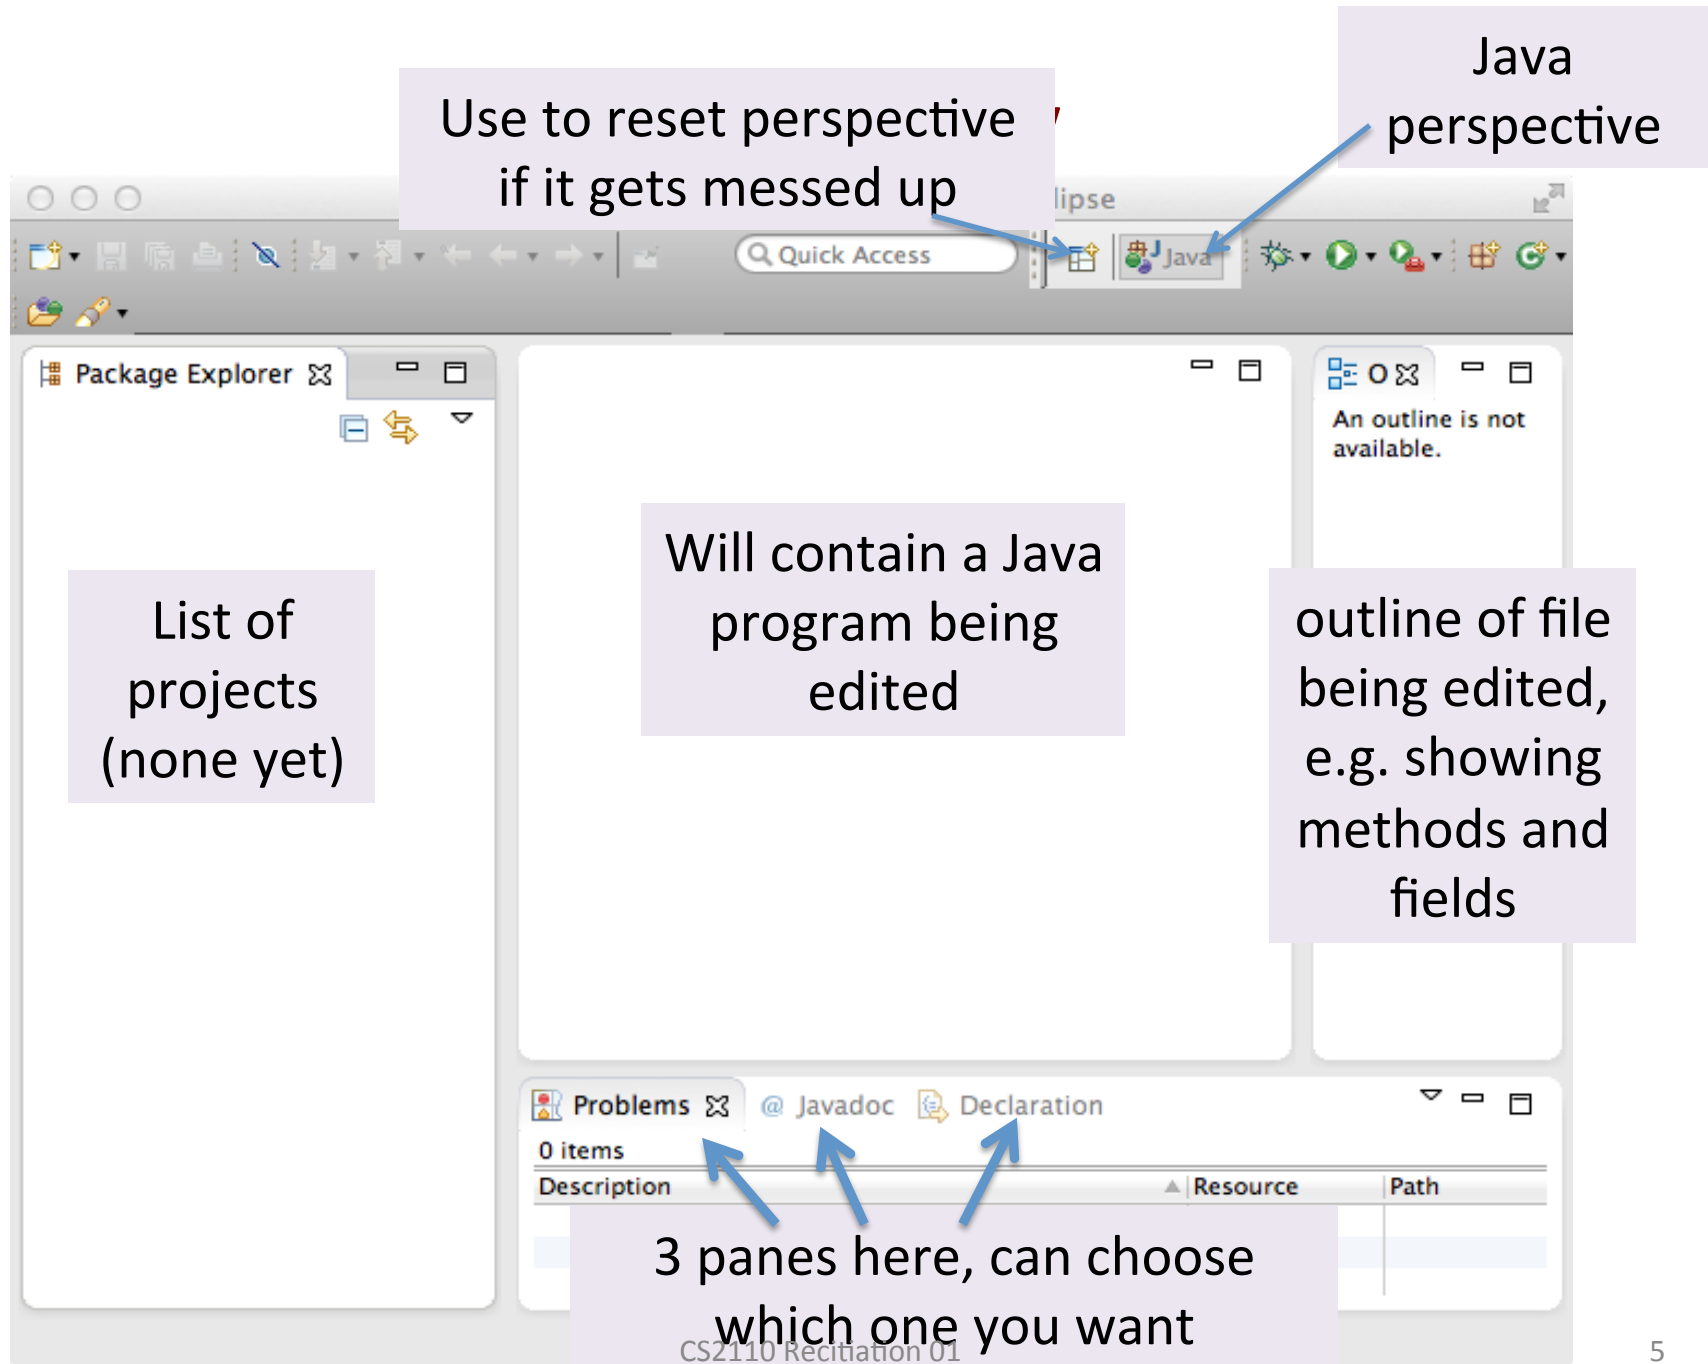 Java
perspective
Use to reset perspective
if it gets messed up
lipse
Quick Access
Java
Package Explorer
O
An outline is not
available.
Will contain a Java
program being
edited
List of
projects
(none yet)
outline of file
being edited,
e.g. showing
methods and
fields
Problems @ Javadoc Declaration
0 items
Description Resource Path
3 panes here, can choose
which one you want
CS2110 Recitiation 01
5